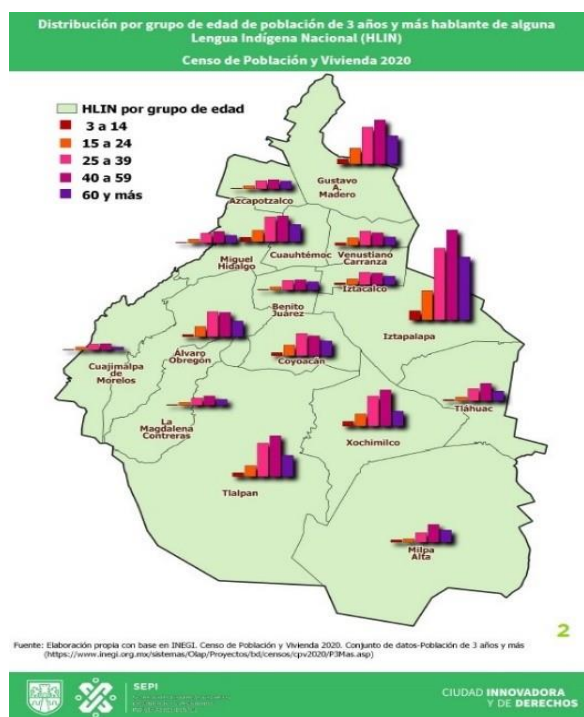 Distribución por grupo de edad de población de 3 años y más hablante de alguna
Lengua Indígena Nacional (HLIN)
Censo de Población y Vivienda 2020
HLIN por grupo de edad
3 a 14
15 a 24
25 a 39
40 a 59
60 y más
Gustavo
A.
Madero
Azcapotzalco
Miguel
Hidalgo
Cuauhtémoc
Venustiano
Carranza
Iztacalco
Benito
Juárez
Iztapalapa
Álvaro
Obregón
Coyoacán
Cuajimalpa
de
Morelos
La
Magdalena
Contreras
Tláhuac
Xochimilco
Tlalpan
Milpa
Alta
2
Fuente: Elaboración propia con base en INEGI. Censo de Población y Vivienda 2020. Conjunto de datos-Población de 3 años y más
(https://www.inegi.org.mx/sistemas/Olap/Proyectos/bd/censos/cpv2020/P3Mas.asp)
SEPI
CIUDAD INNOVADORA
Y DE DERECHOS